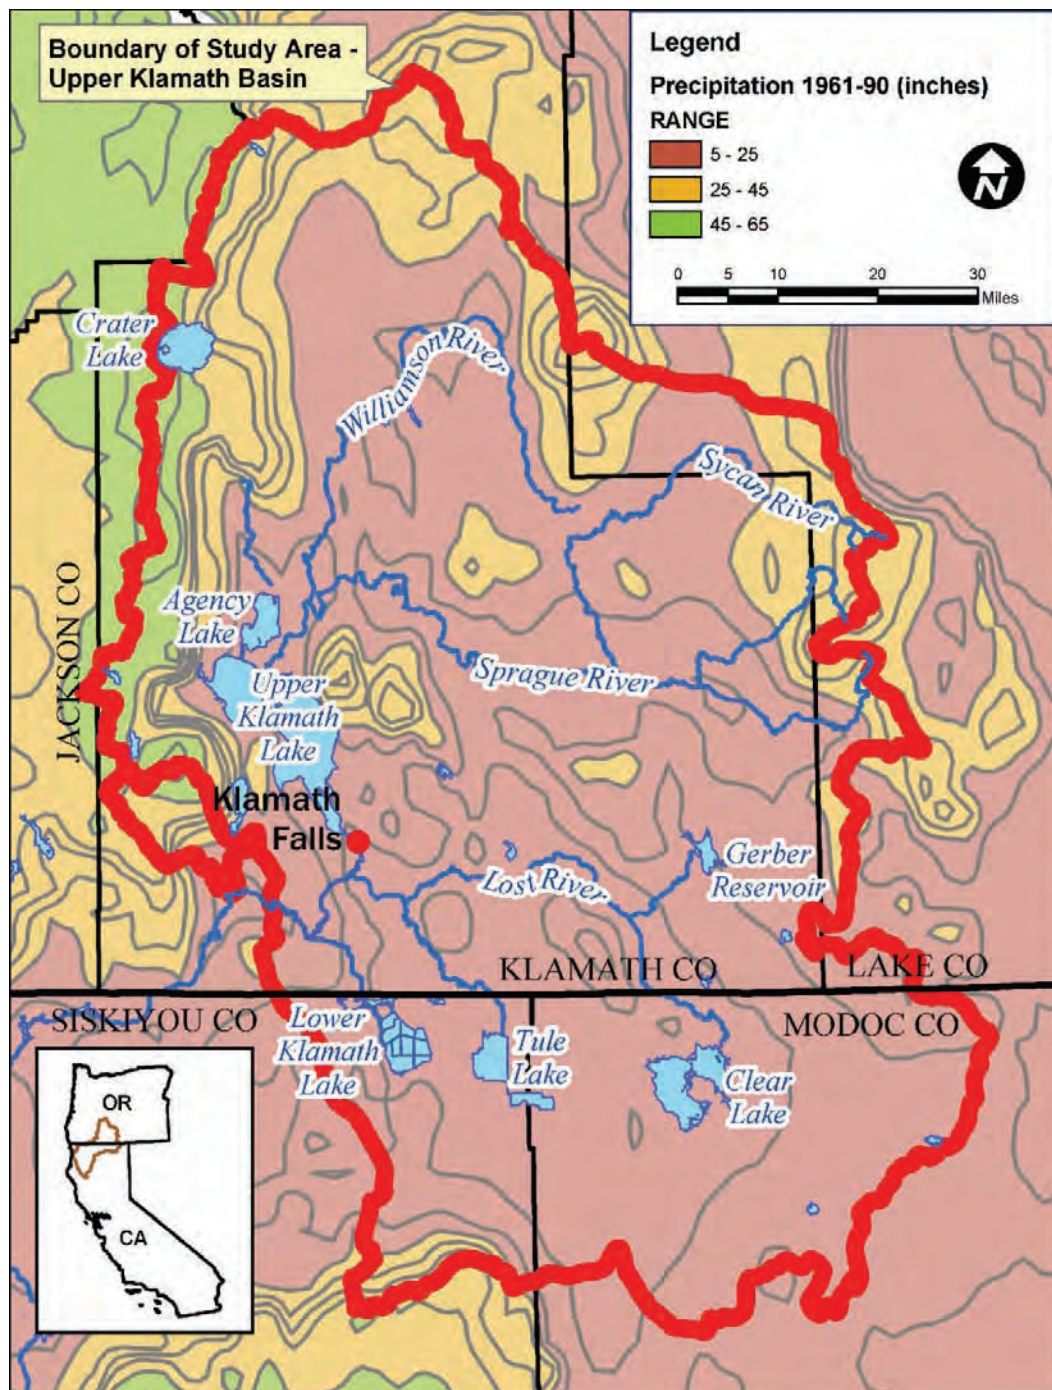 Boundary of Study Area -
Upper Klamath Basin
Legend
Precipitation 1961-90 (inches)
RANGE
5 - 25
25 - 45
45 - 65
N
0 5 10 20 30
Miles
Crater
Lake
Williamson River
Sycan River
JACKSON CO
Agency
Lake
Upper
Klamath
Lake
Sprague River
Klamath
Falls
Gerber
Reservoir
Lost River
KLAMATH CO
LAKE CO
SISKIYOU CO
MODOC CO
Lower
Klamath
Lake
Tule
Lake
Clear
Lake
OR
CA